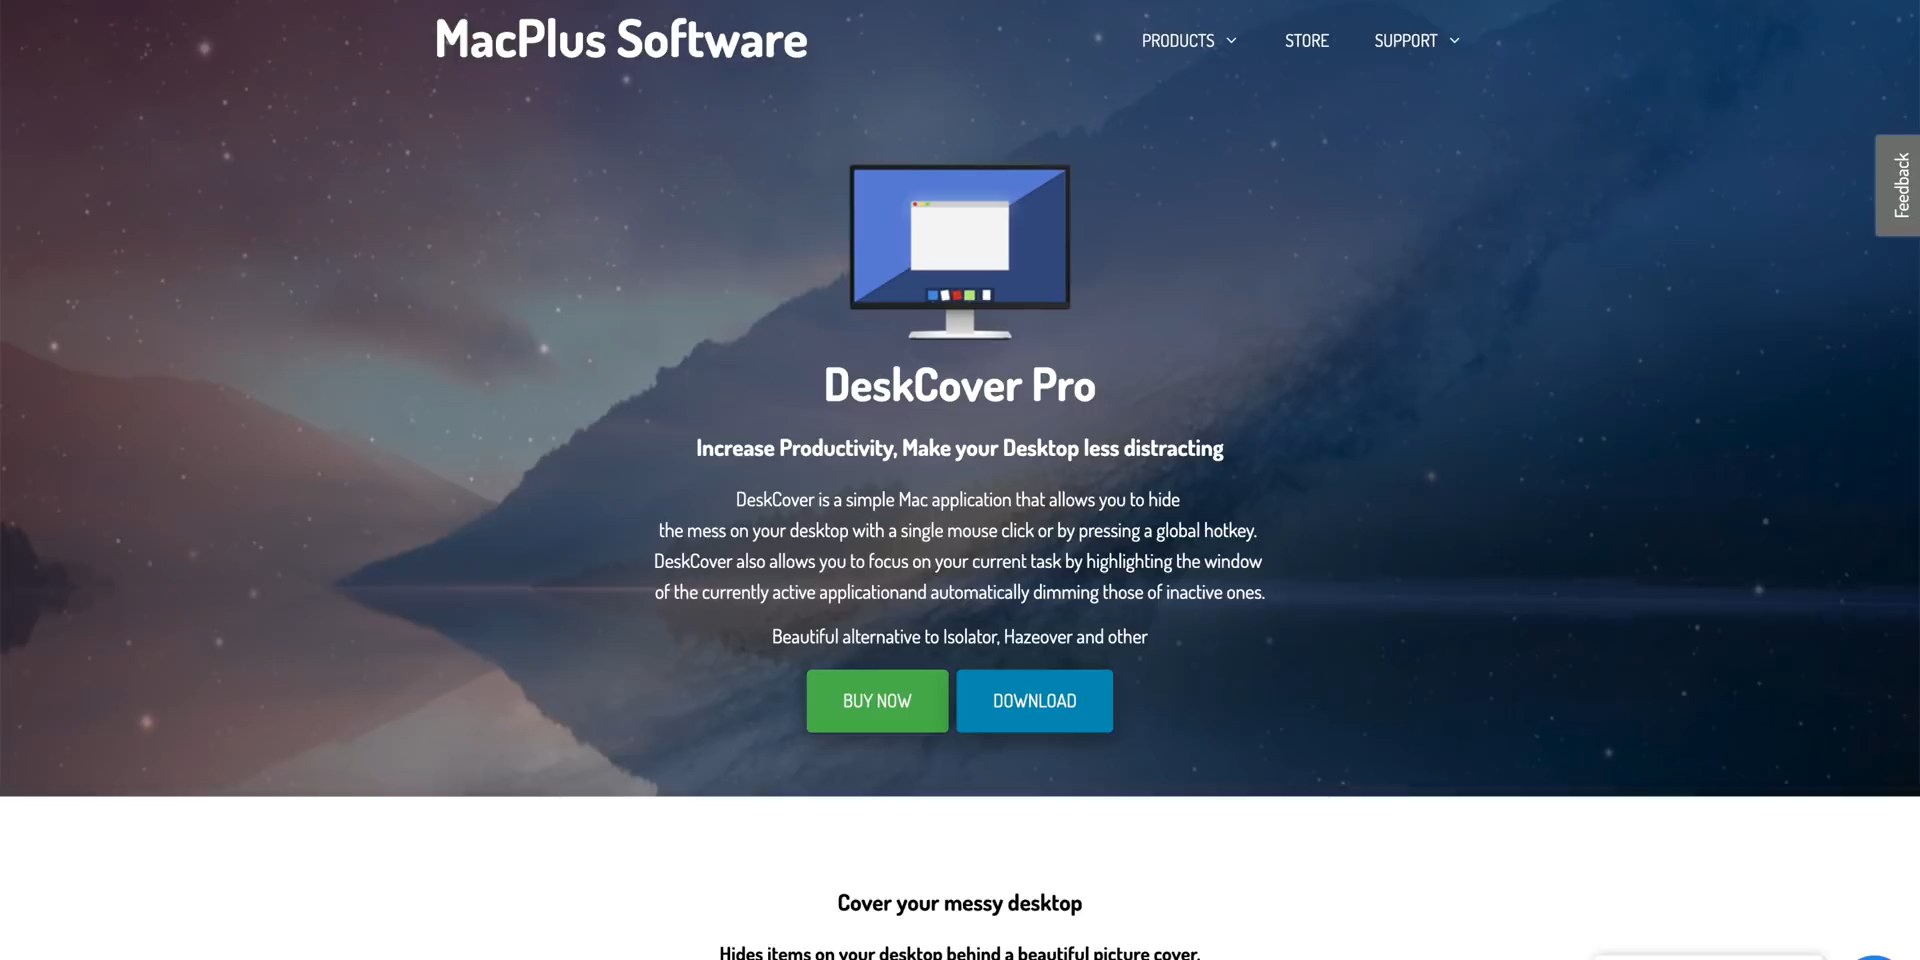 MacPlus Software
PRODUCTS
STORE
SUPPORT
Feedback
DeskCover Pro
Increase Productivity, Make your Desktop less distracting
DeskCover is a simple Mac application that allows you to hide
the mess on your desktop with a single mouse click or by pressing a global hotkey.
DeskCover also allows you to focus on your current task by highlighting the window
of the currently active applicationand automatically dimming those of inactive ones.
Beautiful alternative to Isolator, Hazeover and other
BUY NOW
DOWNLOAD
Cover your messy desktop
Hides items on your desktop behind a beautiful picture cover.